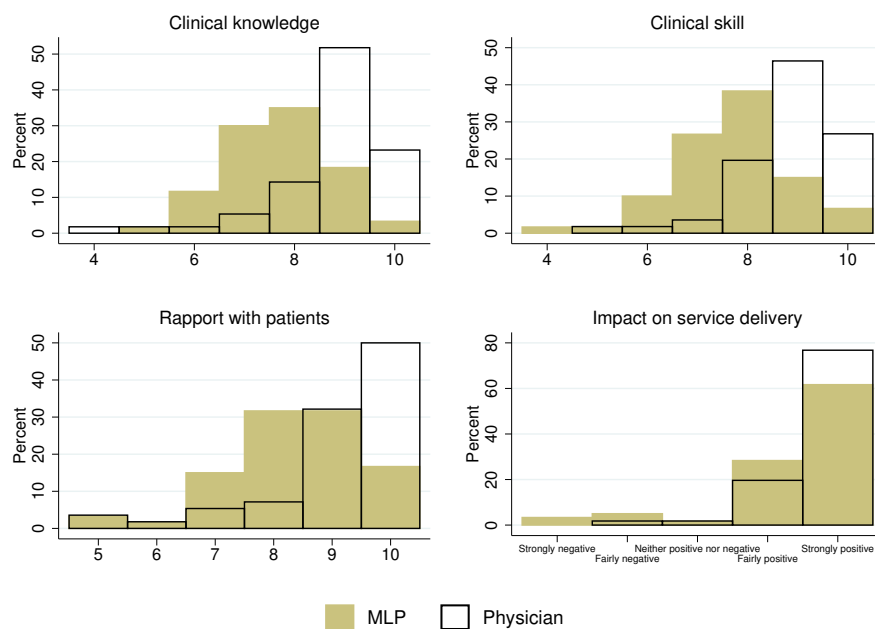 Clinical knowledge
Percent
0 10 20 30 40 50
4 6 8 10
Clinical skill
Percent
0 10 20 30 40 50
4 6 8 10
Rapport with patients
Percent
0 10 20 30 40 50
5 6 7 8 9 10
Impact on service delivery
Percent
0 20 40 60 80
Strongly negative Neither positive nor negative Strongly positive
Fairly negative Fairly positive
MLP Physician